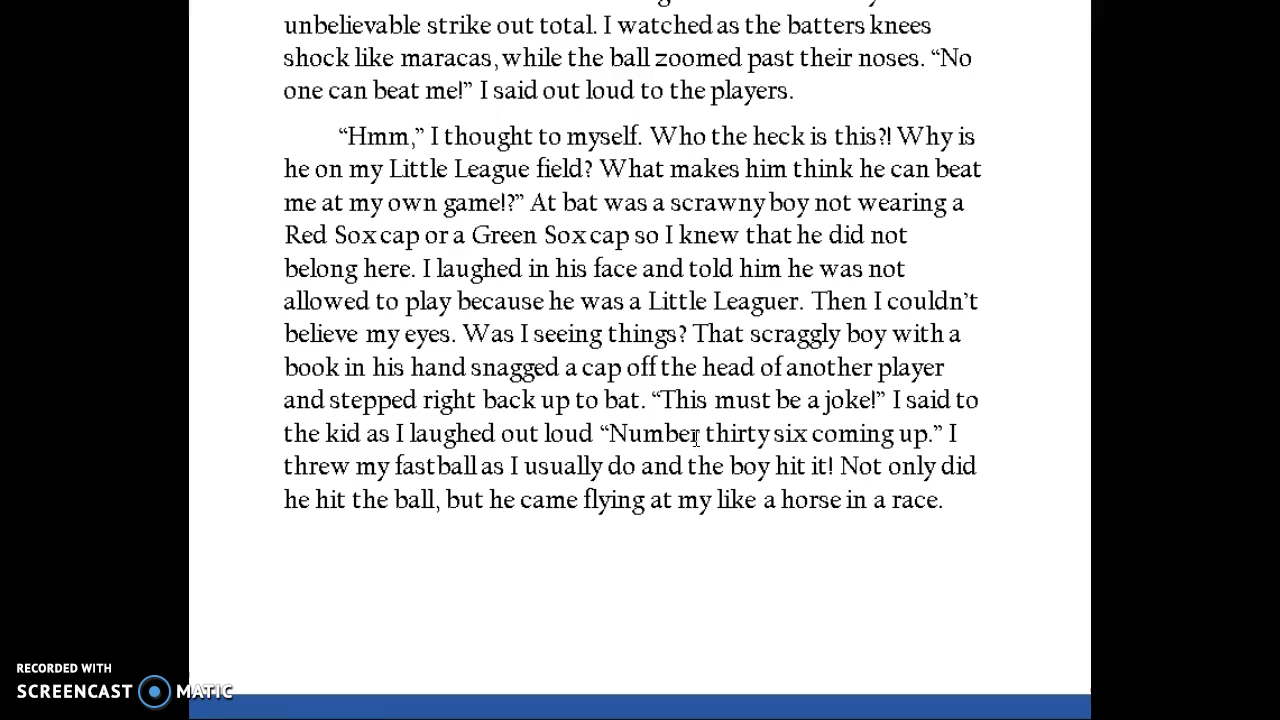 unbelievable strike out total. I watched as the batters knees
shock like maracas, while the ball zoomed past their noses. “No
one can beat me!” I said out loud to the players.
“Hmm,” I thought to myself. Who the heck is this?! Why is
he on my Little League field? What makes him think he can beat
me at my own game!?” At bat was a scrawny boy not wearing a
Red Sox cap or a Green Sox cap so I knew that he did not
belong here. I laughed in his face and told him he was not
allowed to play because he was a Little Leaguer. Then I couldn’t
believe my eyes. Was I seeing things? That scraggly boy with a
book in his hand snagged a cap off the head of another player
and stepped right back up to bat. “This must be a joke!” I said to
the kid as I laughed out loud “Number thirty six coming up.” I
threw my fastball as I usually do and the boy hit it! Not only did
he hit the ball, but he came flying at my like a horse in a race.
RECORDED WITH
SCREENCAST MATIC